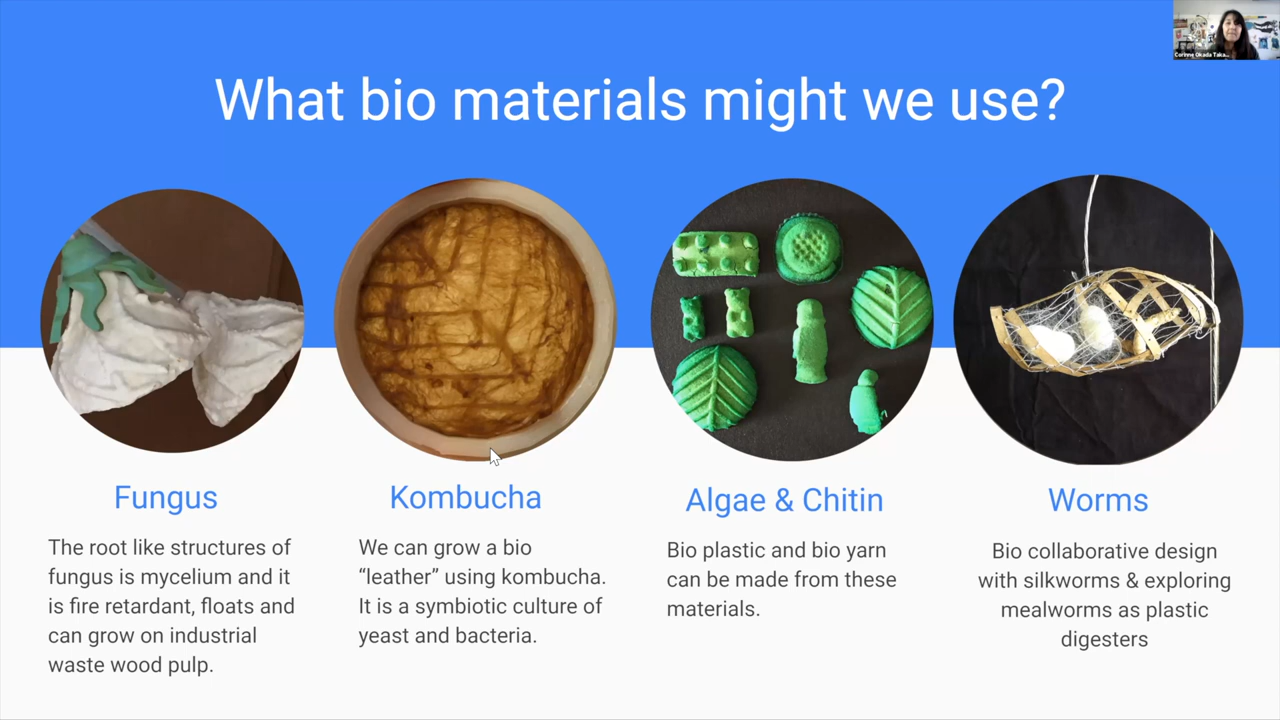 What bio materials might we use?
Corinne Okada Taka...
Fungus
The root like structures of
fungus is mycelium and it
is fire retardant, floats and
can grow on industrial
waste wood pulp.
Kombucha
We can grow a bio
“leather” using kombucha.
It is a symbiotic culture of
yeast and bacteria.
Algae & Chitin
Bio plastic and bio yarn
can be made from these
materials.
Worms
Bio collaborative design
with silkworms & exploring
mealworms as plastic
digesters